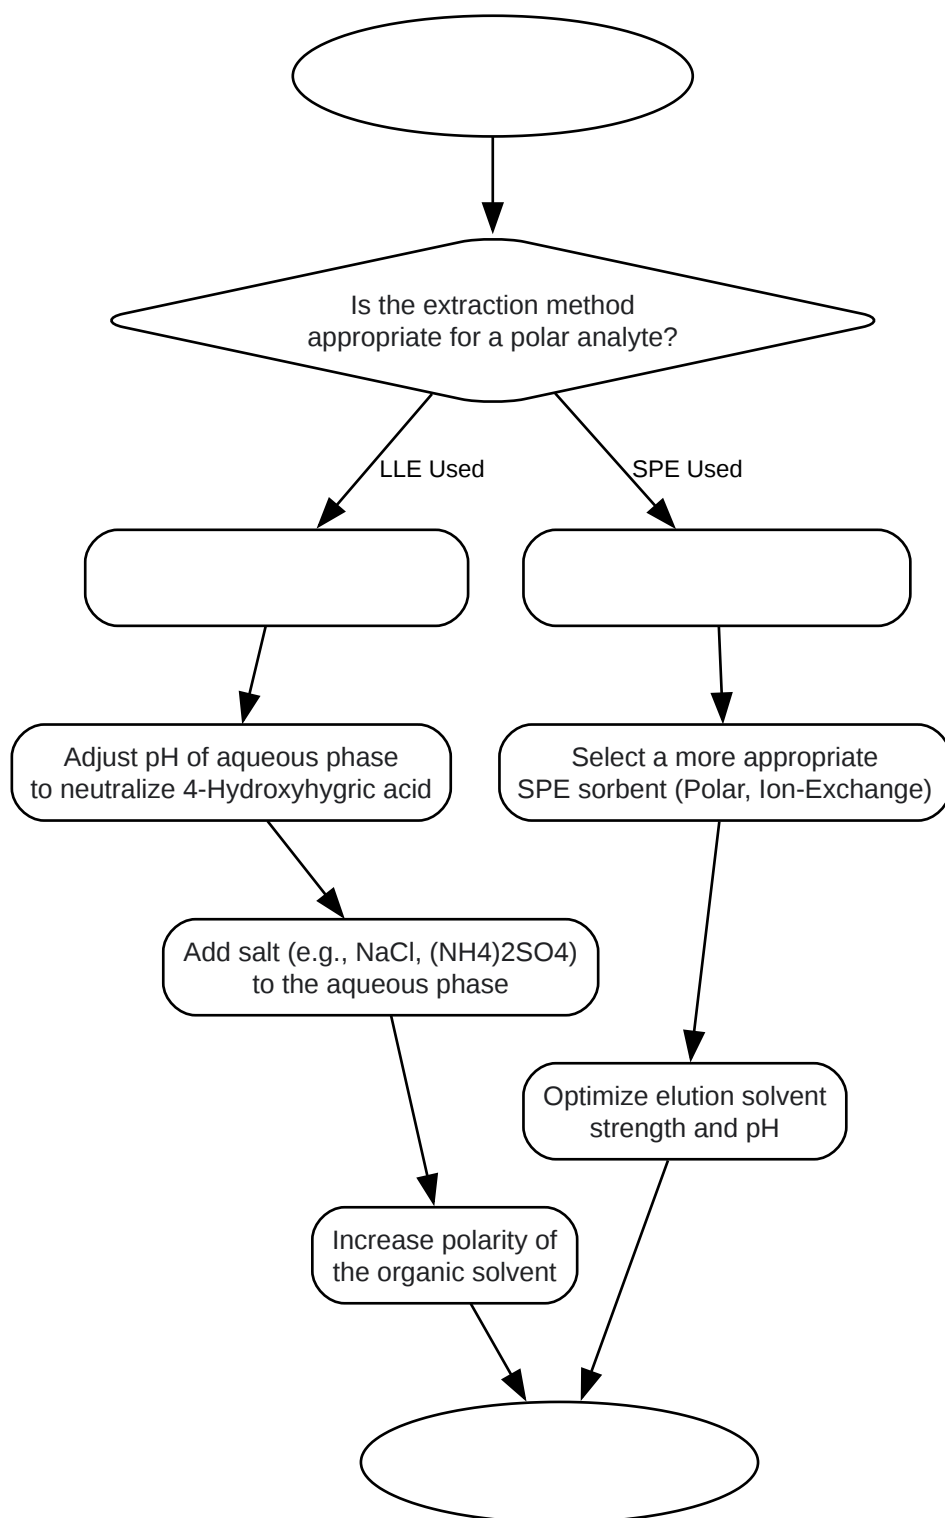 Is the extraction method
appropriate for a polar analyte?
LLE Used
SPE Used
Adjust pH of aqueous phase
to neutralize 4-Hydroxyhygric acid
Select a more appropriate
SPE sorbent (Polar, Ion-Exchange)
Add salt (e.g., NaCl, (NH4)2SO4)
to the aqueous phase
Optimize elution solvent
strength and pH
Increase polarity of
the organic solvent